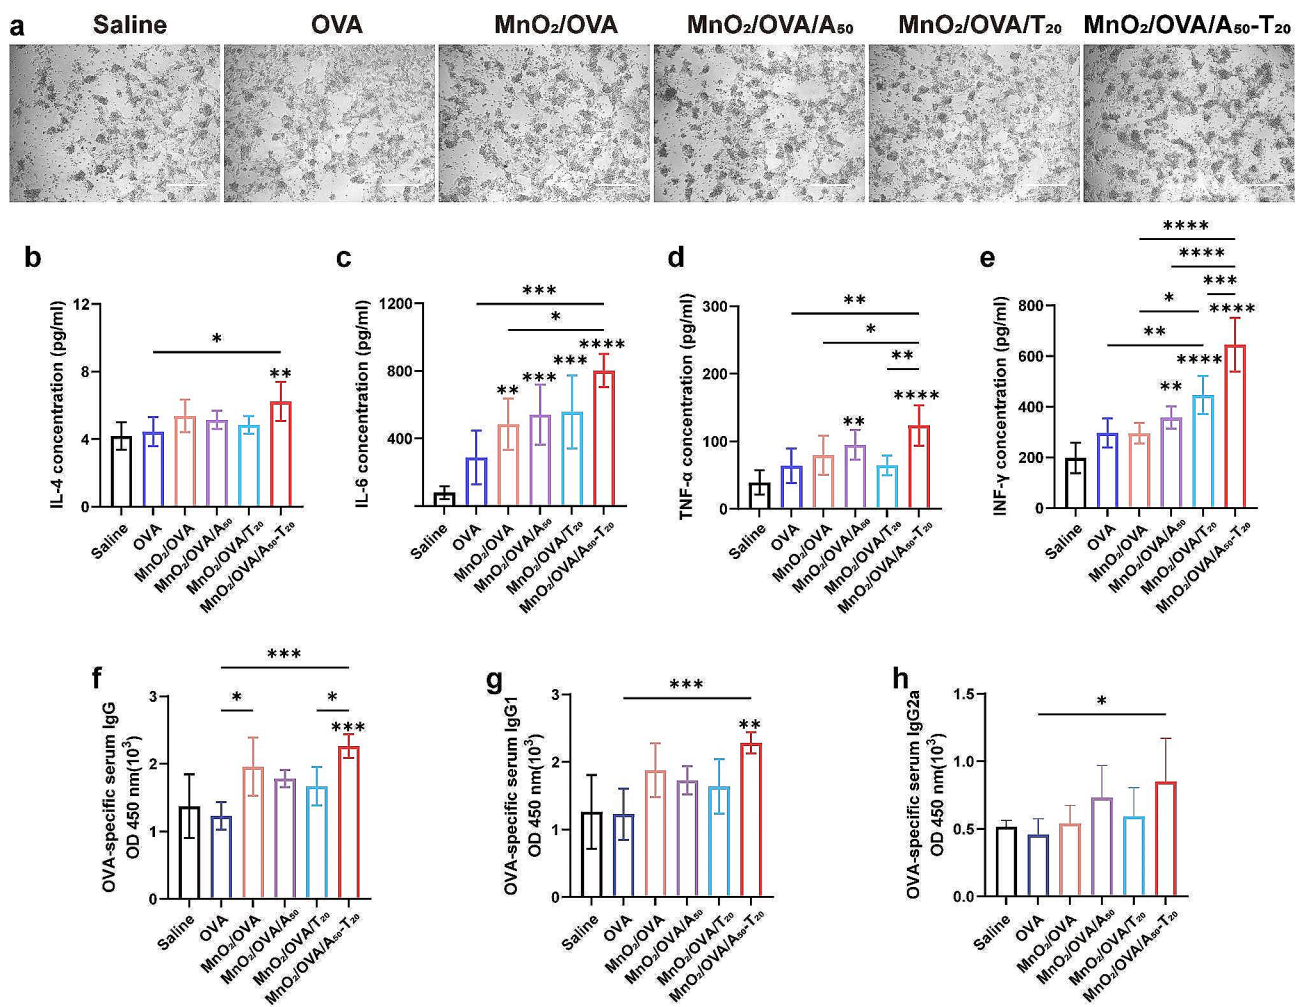 a
Saline OVA MnO₂/OVA MnO₂/OVA/A₅₀ MnO₂/OVA/T₂₀ MnO₂/OVA/A₅₀-T₂₀
b
IL-4 concentration (pg/ml)
12
8
4
0
*
**
Saline
OVA
MnO₂/OVA
MnO₂/OVA/A₅₀
MnO₂/OVA/T₂₀
MnO₂/OVA/A₅₀-T₂₀
c
IL-6 concentration (pg/ml)
1200
800
400
***
*
**
***
***
****
Saline
OVA
MnO₂/OVA
MnO₂/OVA/A₅₀
MnO₂/OVA/T₂₀
MnO₂/OVA/A₅₀-T₂₀
d
TNF-α concentration (pg/ml)
300
200
100
0
**
*
**
**
****
Saline
OVA
MnO₂/OVA
MnO₂/OVA/A₅₀
MnO₂/OVA/T₂₀
MnO₂/OVA/A₅₀-T₂₀
e
INF-γ concentration (pg/ml)
800
600
400
200
0
****
****
***
*
**
**
****
****
Saline
OVA
MnO₂/OVA
MnO₂/OVA/A₅₀
MnO₂/OVA/T₂₀
MnO₂/OVA/A₅₀-T₂₀
f
OVA-specific serum IgG
OD 450 nm(10³)
3
2
1
0
***
*
*
***
Saline
OVA
MnO₂/OVA
MnO₂/OVA/A₅₀
MnO₂/OVA/T₂₀
MnO₂/OVA/A₅₀-T₂₀
g
OVA-specific serum IgG1
OD 450 nm(10³)
3
2
1
0
***
**
Saline
OVA
MnO₂/OVA
MnO₂/OVA/A₅₀
MnO₂/OVA/T₂₀
MnO₂/OVA/A₅₀-T₂₀
h
OVA-specific serum IgG2a
OD 450 nm(10³)
1.5
1.0
0.5
0.0
*
Saline
OVA
MnO₂/OVA
MnO₂/OVA/A₅₀
MnO₂/OVA/T₂₀
MnO₂/OVA/A₅₀-T₂₀